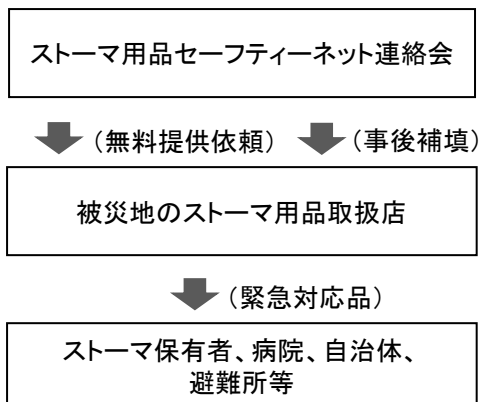 ストーマ用品セーフティーネット連絡会
(無料提供依頼) (事後補填)
被災地のストーマ用品取扱店
(緊急対応品)
ストーマ保有者、病院、自治体、
避難所等